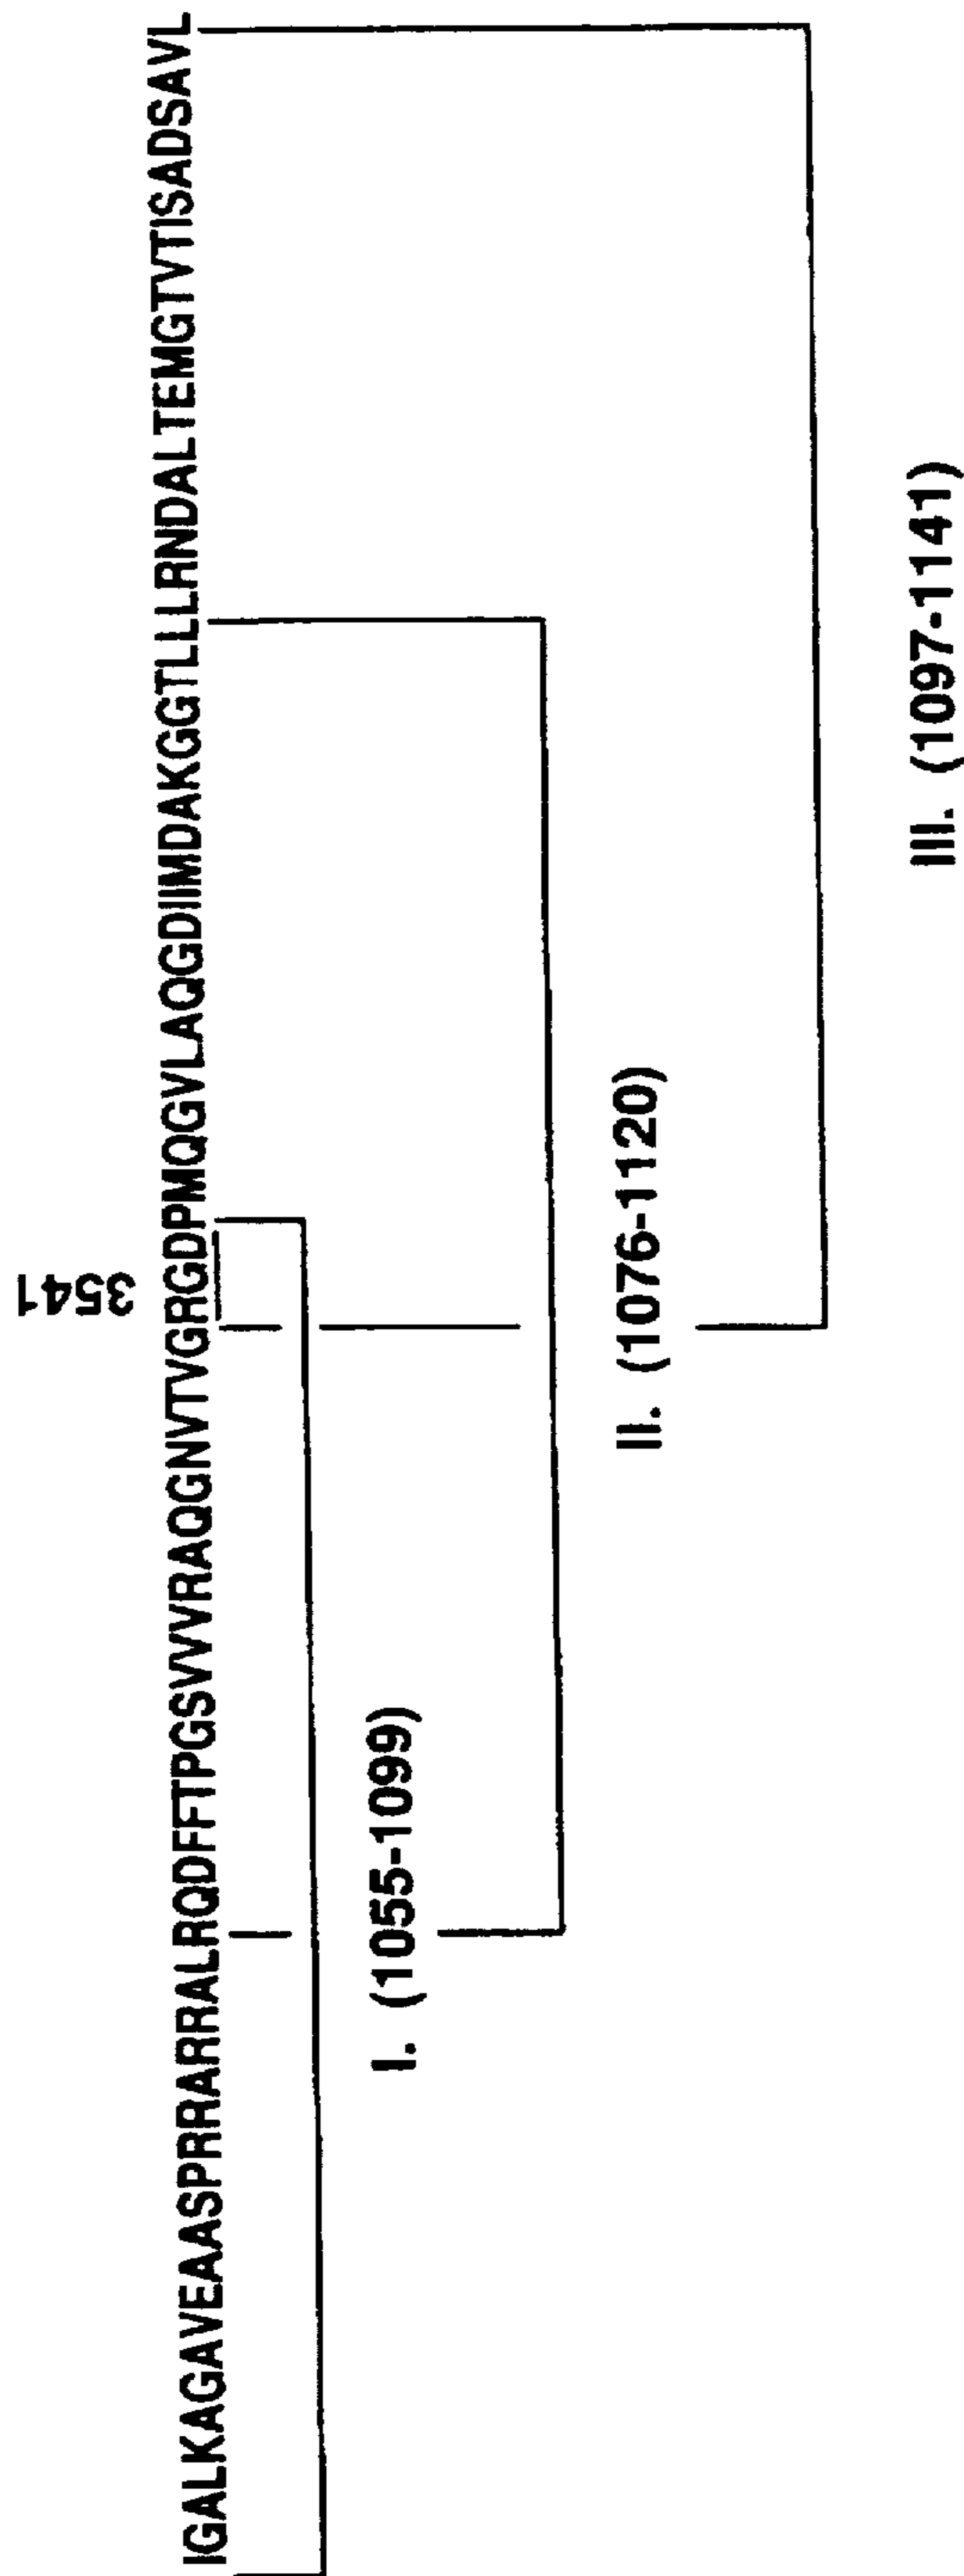 3541
IGALKAGAVEAASPRRARRALRQDFFTPGSVVVRAQGNVTVGRGDPMQGVLAQGDIIMDAKGGTLLLRNDALTEMGTVTISADSAVL
I. (1055-1099)
II. (1076-1120)
III. (1097-1141)